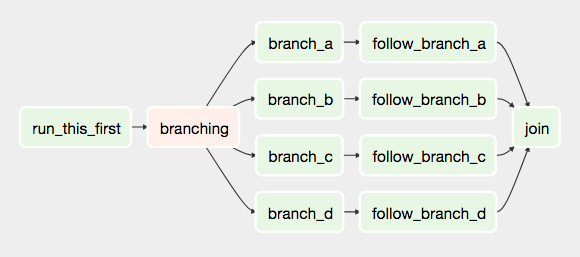 branch_a
follow_branch_a
branch_b
follow_branch_b
run_this_first
branching
join
branch_c
follow_branch_c
branch_d
follow_branch_d